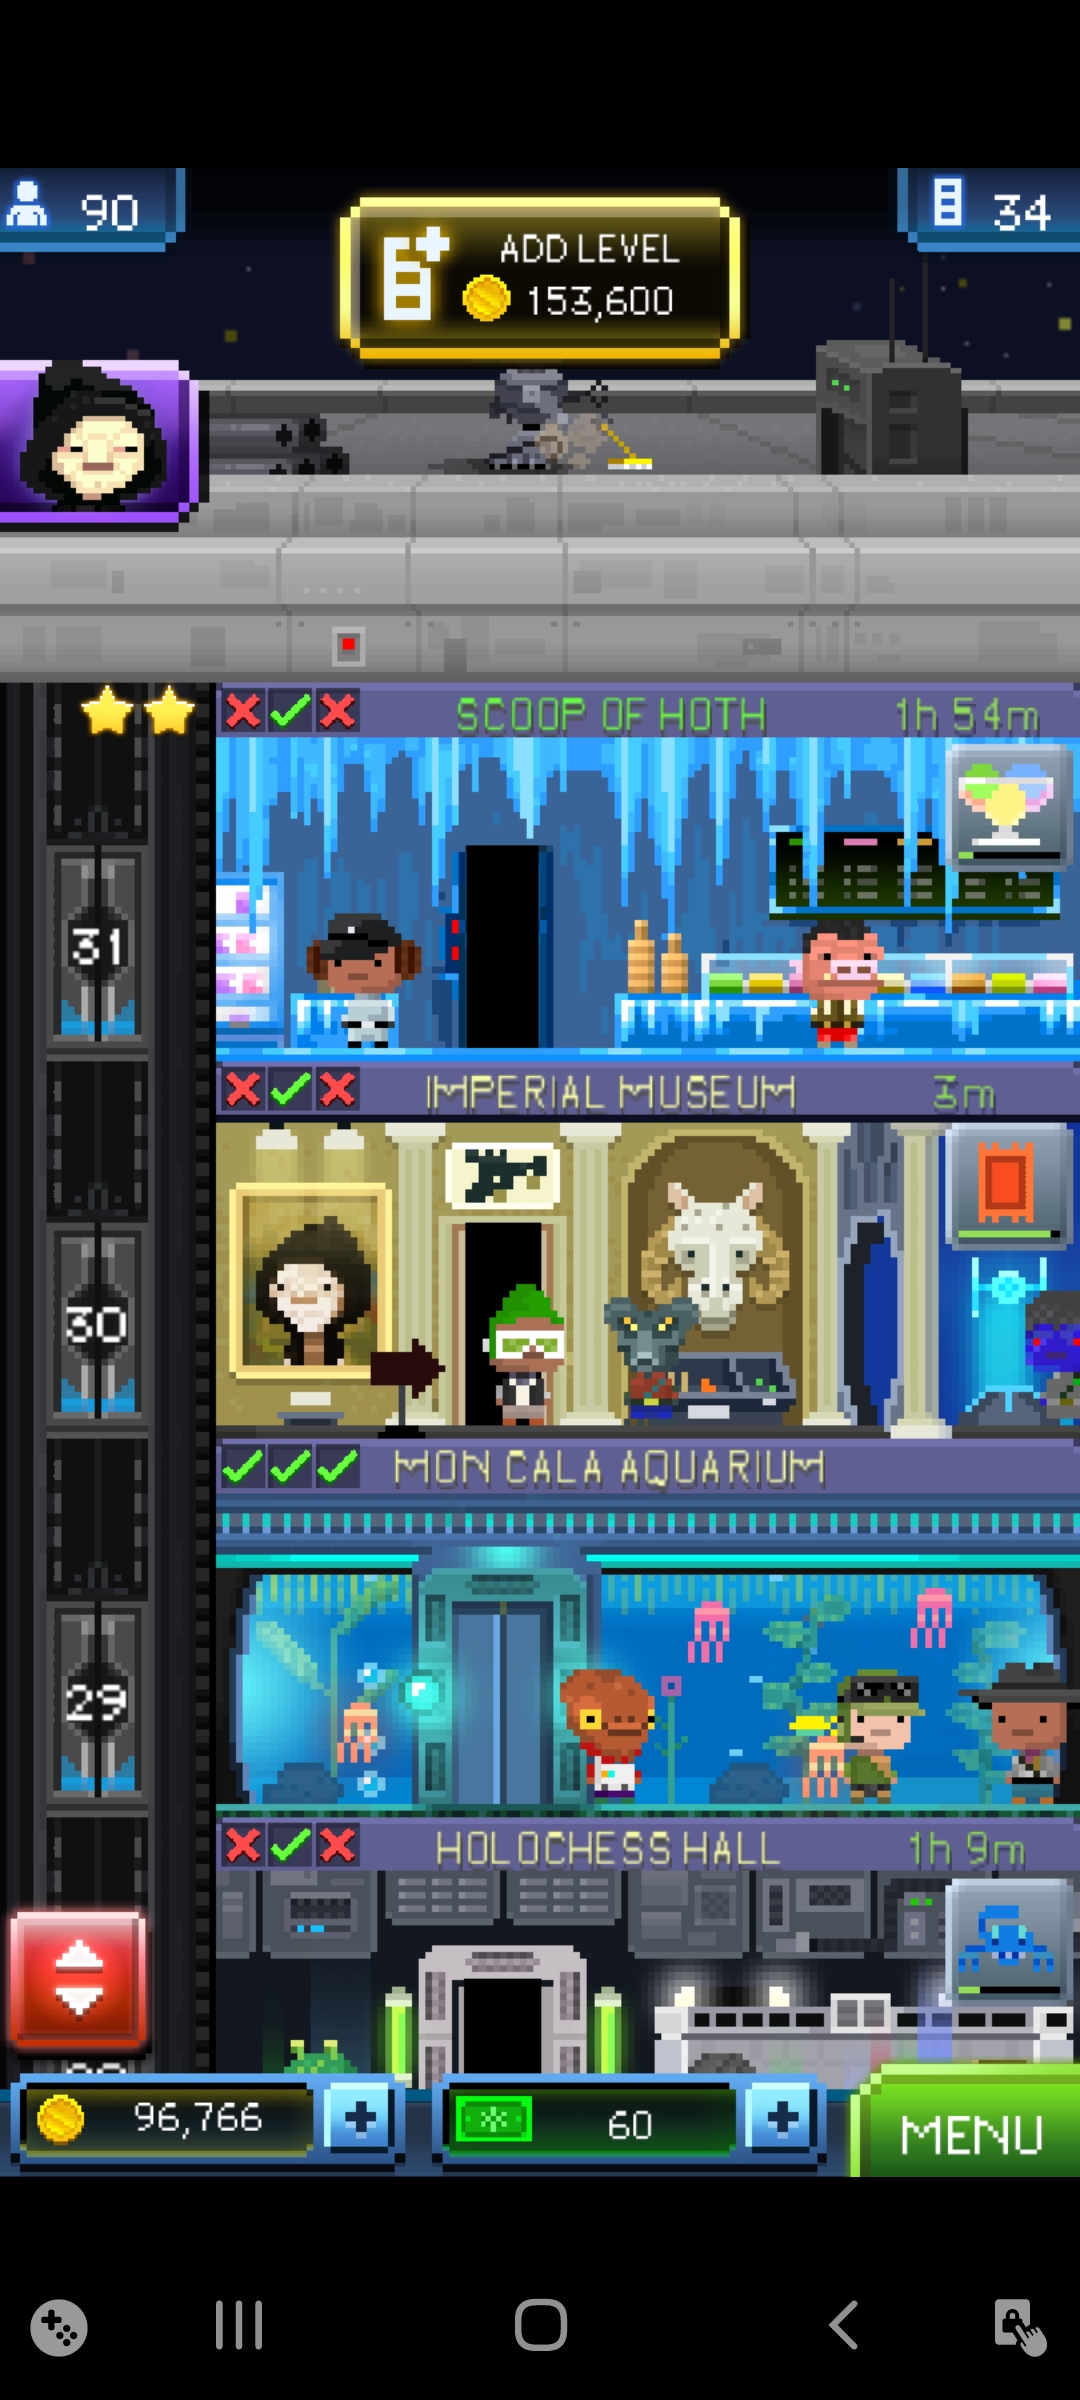 90
ADD LEVEL
153,600
34
SCOOP OF HOTH 1h 54m
31
IMPERIAL MUSEUM 3m
30
MON CALA AQUARIUM
29
HOLOCHESS HALL 1h 9m
96,766
60
MENU